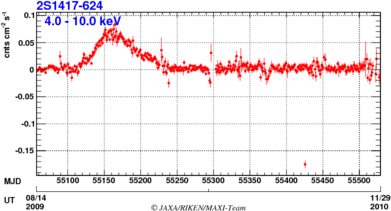 2S1417-624
4.0 - 10.0 keV
cnts cm⁻² s⁻¹
0.1
0.05
0
-0.05
-0.1
-0.15
MJD 55100 55150 55200 55250 55300 55350 55400 55450 55500
UT 08/14 2009 11/29 2010
© JAXA/RIKEN/MAXI-Team